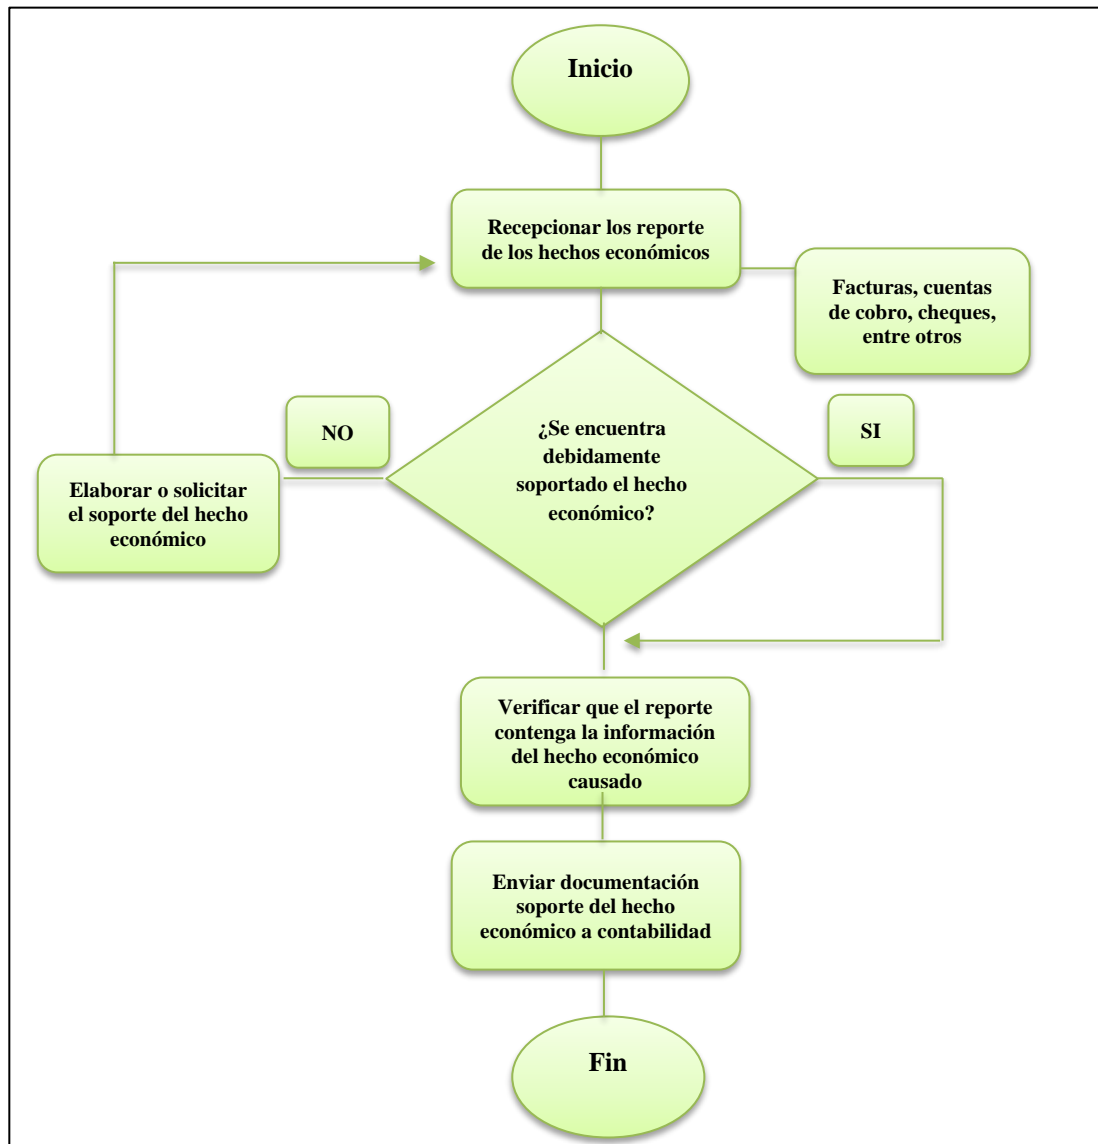 Inicio
Recepcionar los reporte
de los hechos económicos
Facturas, cuentas
de cobro, cheques,
entre otros
NO
¿Se encuentra
debidamente
soportado el hecho
económico?
SI
Elaborar o solicitar
el soporte del hecho
económico
Verificar que el reporte
contenga la información
del hecho económico
causado
Enviar documentación
soporte del hecho
económico a contabilidad
Fin